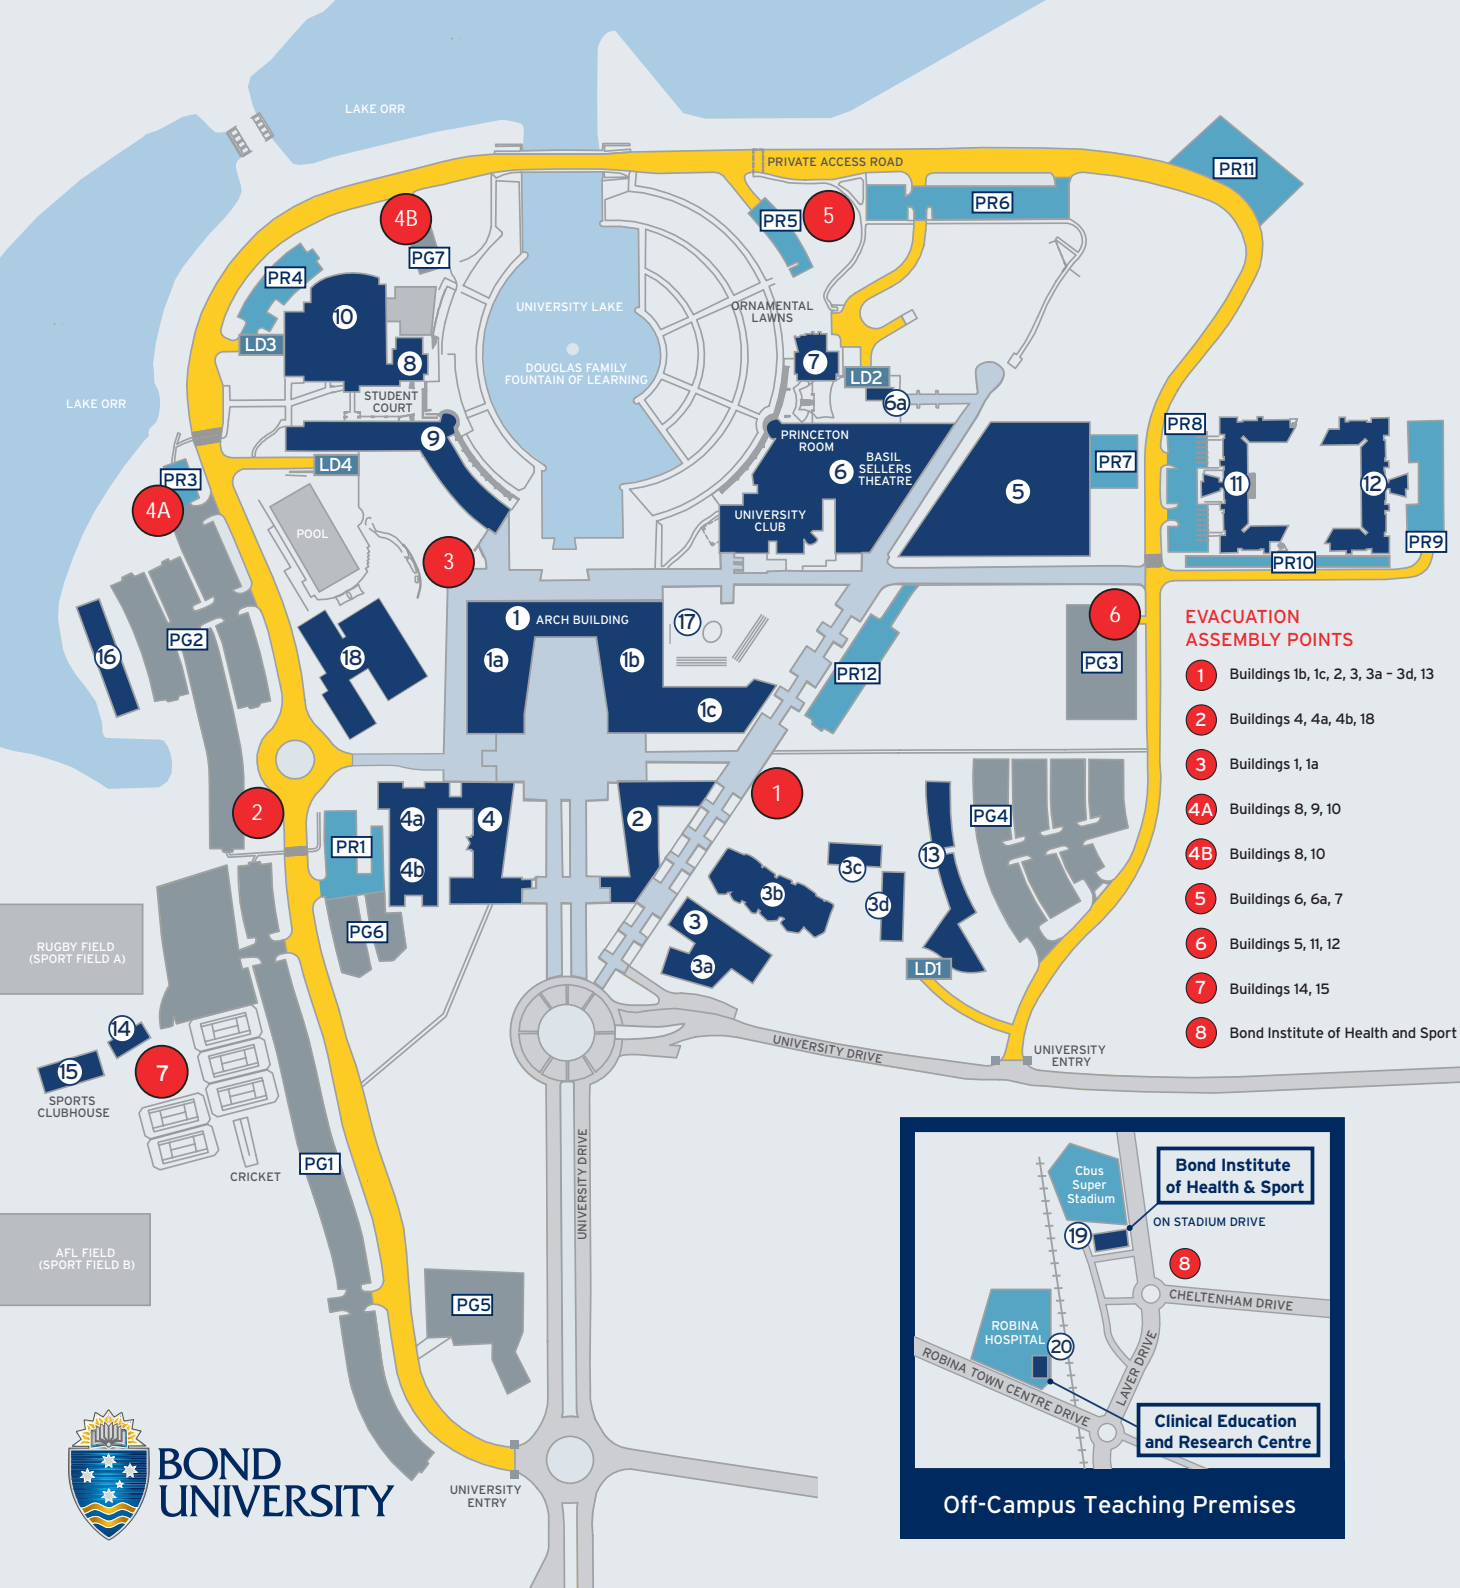 LAKE ORR
PRIVATE ACCESS ROAD
PR11
PR6
4B
PR5
5
PG7
PR4
UNIVERSITY LAKE
ORNAMENTAL
LAWNS
10
LD3
8
7
LD2
DOUGLAS FAMILY
FOUNTAIN OF LEARNING
STUDENT
COURT
6a
LAKE ORR
9
PRINCETON
ROOM
6
BASIL
SELLERS
THEATRE
PR8
PR7
LD4
PR3
4A
5
11
12
UNIVERSITY
CLUB
POOL
PR9
PR10
3
1
ARCH BUILDING
17
6
16
PG2
18
1a
1b
PR12
PG3
1c
EVACUATION
ASSEMBLY POINTS
1 Buildings 1b, 1c, 2, 3, 3a – 3d, 13
2 Buildings 4, 4a, 4b, 18
3 Buildings 1, 1a
4A Buildings 8, 9, 10
4B Buildings 8, 10
5 Buildings 6, 6a, 7
6 Buildings 5, 11, 12
7 Buildings 14, 15
8 Bond Institute of Health and Sport
2
1
PR1
4a
4
2
PG4
4b
3c
13
3b
3d
PG6
3
3a
LD1
RUGBY FIELD
(SPORT FIELD A)
14
15
7
SPORTS
CLUBHOUSE
UNIVERSITY DRIVE
UNIVERSITY
ENTRY
CRICKET
PG1
UNIVERSITY DRIVE
AFL FIELD
(SPORT FIELD B)
PG5
UNIVERSITY
ENTRY
BOND
UNIVERSITY
Cbus
Super
Stadium
Bond Institute
of Health & Sport
ON STADIUM DRIVE
19
8
CHELTENHAM DRIVE
ROBINA
HOSPITAL
20
LAVER DRIVE
ROBINA TOWN CENTRE DRIVE
Clinical Education
and Research Centre
Off-Campus Teaching Premises